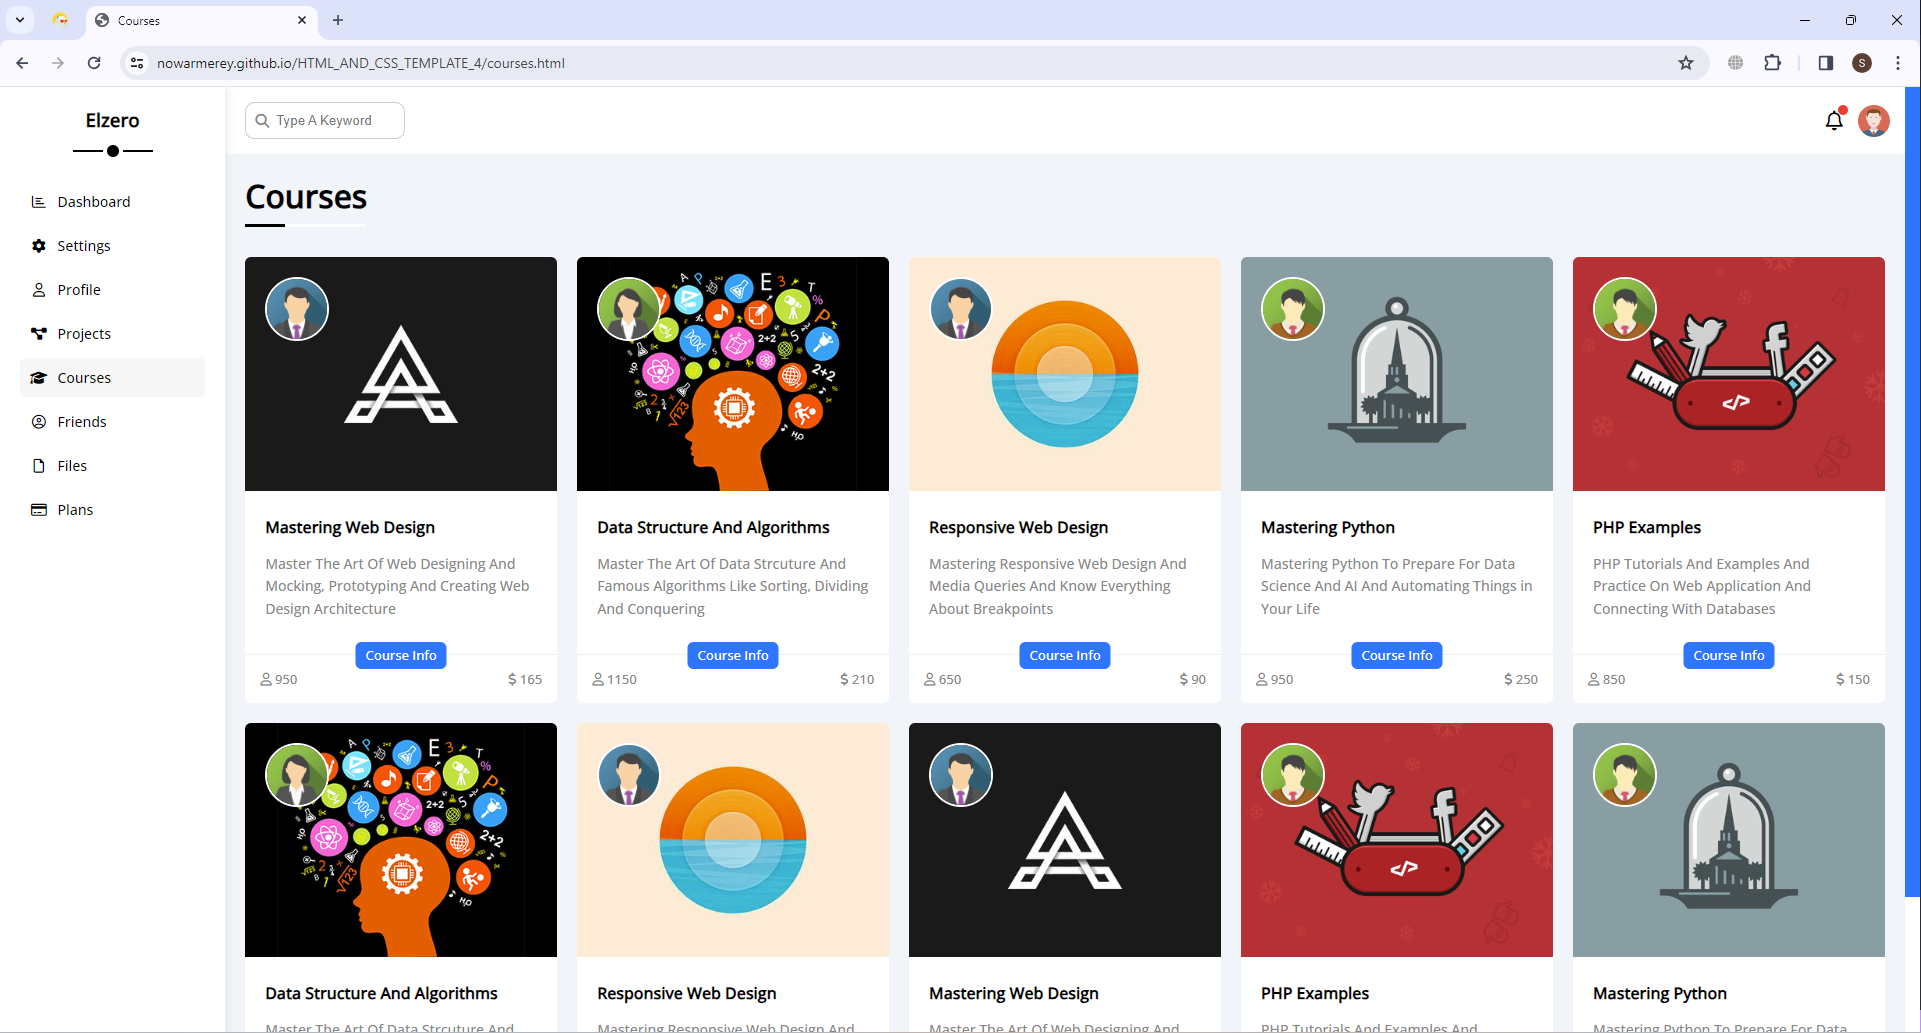 Courses
nowarmerey.github.io/HTML_AND_CSS_TEMPLATE_4/courses.html
S
Elzero
Type A Keyword
Dashboard
Settings
Profile
Projects
Courses
Friends
Files
Plans
Courses
Mastering Web Design
Master The Art Of Web Designing And
Mocking, Prototyping And Creating Web
Design Architecture
Course Info
950
$ 165
Data Structure And Algorithms
Master The Art Of Data Strcuture And
Famous Algorithms Like Sorting, Dividing
And Conquering
Course Info
1150
$ 210
Responsive Web Design
Mastering Responsive Web Design And
Media Queries And Know Everything
About Breakpoints
Course Info
650
$ 90
Mastering Python
Mastering Python To Prepare For Data
Science And AI And Automating Things in
Your Life
Course Info
950
$ 250
PHP Examples
PHP Tutorials And Examples And
Practice On Web Application And
Connecting With Databases
Course Info
850
$ 150
Data Structure And Algorithms
Master The Art Of Data Strcuture And
Responsive Web Design
Mastering Responsive Web Design And
Mastering Web Design
Master The Art Of Web Designing And
PHP Examples
PHP Tutorials And Examples And
Mastering Python
Mastering Python To Prepare For Data